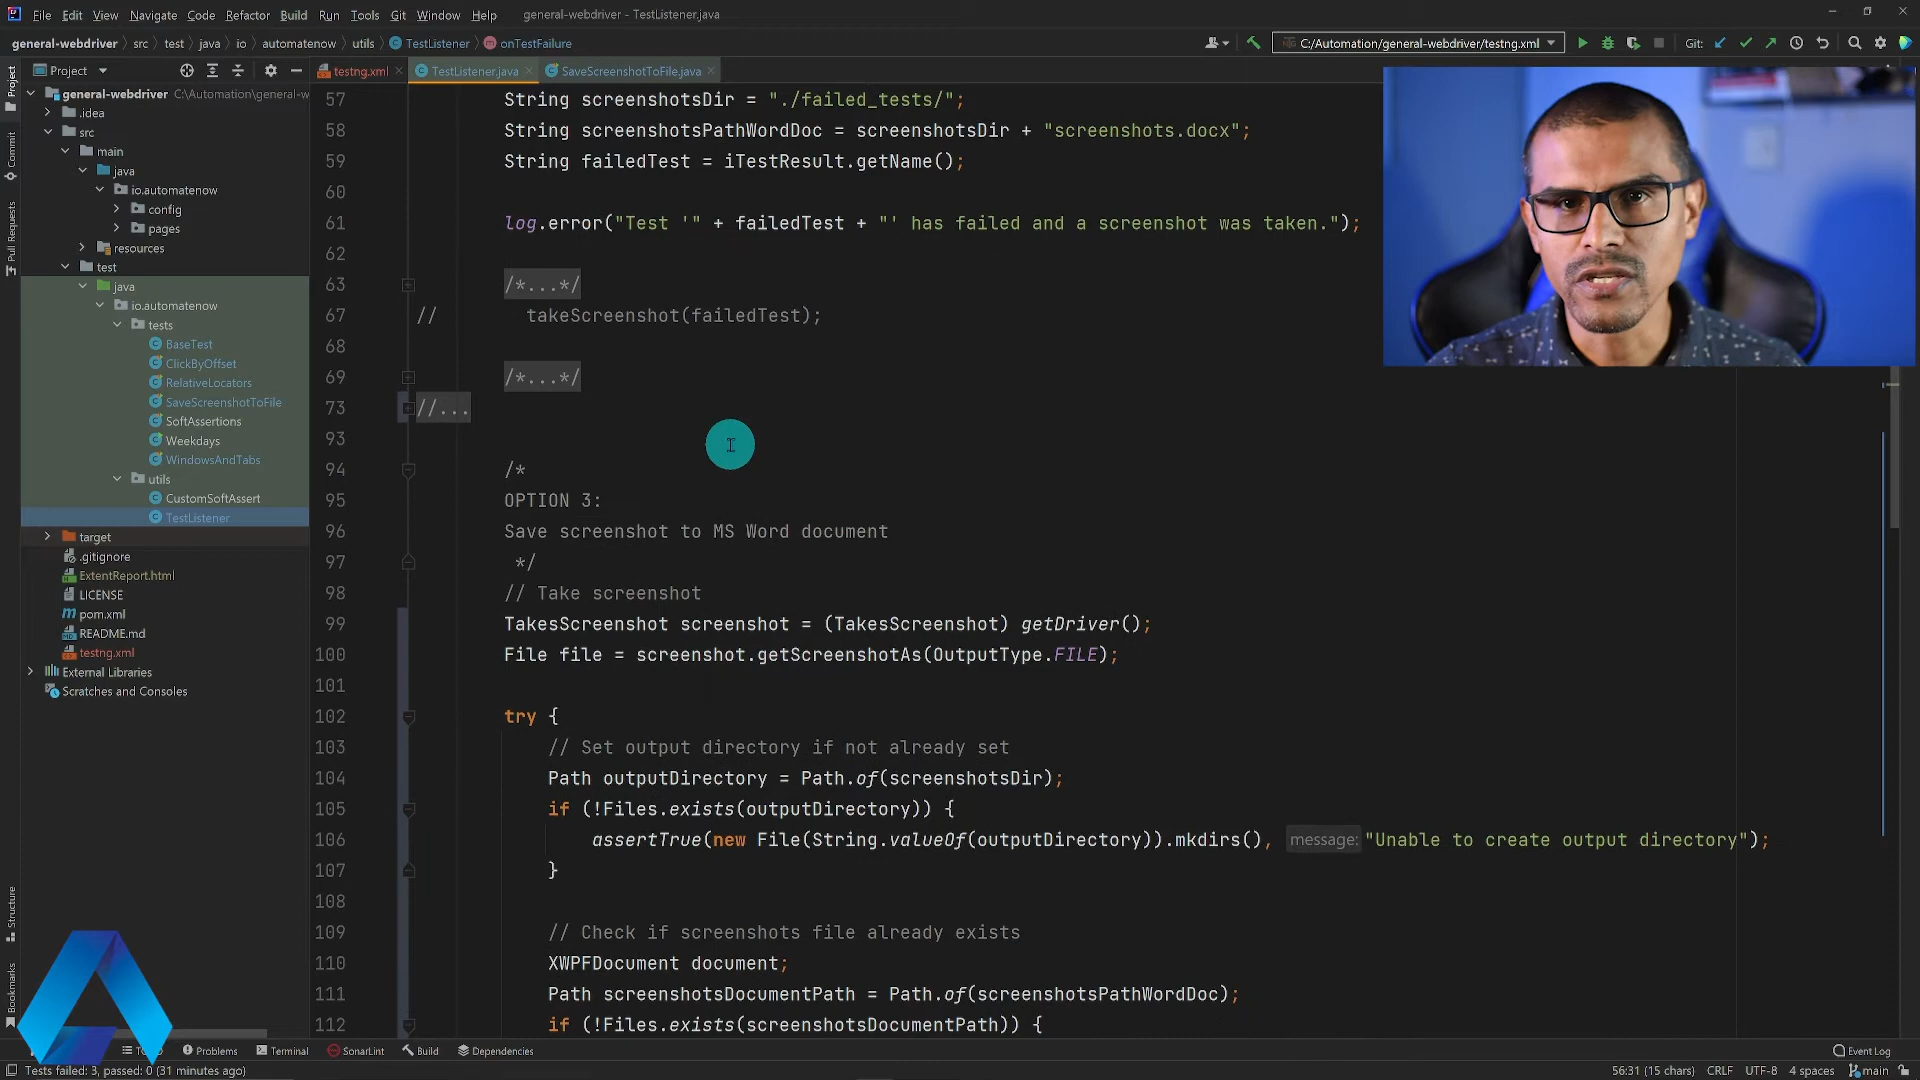 File Edit View Navigate Code Refactor Build Run Tools Git Window Help general-webdriver - TestListener.java
general-webdriver src test java io automatenow utils TestListener onTestFailure C:/Automation/general-webdriver/testng.xml Git:
Project testng.xml TestListener.java SaveScreenshotToFile.java
Project
Commit
Pull Requests
Structure
Bookmarks
general-webdriver C:\Automation\general-w
.idea
src
main
java
io.automatenow
config
pages
resources
test
java
io.automatenow
tests
BaseTest
ClickByOffset
RelativeLocators
SaveScreenshotToFile
SoftAssertions
Weekdays
WindowsAndTabs
utils
CustomSoftAssert
TestListener
target
.gitignore
ExtentReport.html
LICENSE
pom.xml
README.md
testng.xml
External Libraries
Scratches and Consoles
57 String screenshotsDir = "./failed_tests/";
58 String screenshotsPathWordDoc = screenshotsDir + "screenshots.docx";
59 String failedTest = iTestResult.getName();
60
61 log.error("Test '" + failedTest + "' has failed and a screenshot was taken.");
62
63 /*...*/
67 // takeScreenshot(failedTest);
68
69 /*...*/
73 //...
93
94 /*
95 OPTION 3:
96 Save screenshot to MS Word document
97 */
98 // Take screenshot
99 TakesScreenshot screenshot = (TakesScreenshot) getDriver();
100 File file = screenshot.getScreenshotAs(OutputType.FILE);
101
102 try {
103 // Set output directory if not already set
104 Path outputDirectory = Path.of(screenshotsDir);
105 if (!Files.exists(outputDirectory)) {
106 assertTrue(new File(String.valueOf(outputDirectory)).mkdirs(), message: "Unable to create output directory");
107 }
108
109 // Check if screenshots file already exists
110 XWPFDocument document;
111 Path screenshotsDocumentPath = Path.of(screenshotsPathWordDoc);
112 if (!Files.exists(screenshotsDocumentPath)) {
Problems Terminal SonarLint Build Dependencies Event Log
Tests failed: 3, passed: 0 (31 minutes ago) 56:31 (15 chars) CRLF UTF-8 4 spaces main